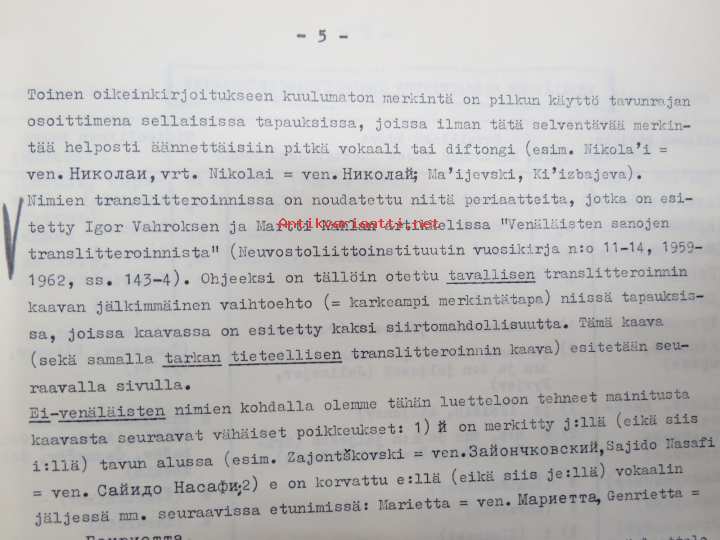 - 5 -
Toinen oikeinkirjoitukseen kuulumaton merkintä on pilkun käyttö tavunrajan
osoittimena sellaisissa tapauksissa, joissa ilman tätä selventävää merkin-
tää helposti äännettäisiin pitkä vokaali tai diftongi (esim. Nikola'i =
ven. Николаи, vrt. Nikolai = ven. Николай; Ma'ijevski, Ki'izbajeva).
Nimien translitteroinnissa on noudatettu niitä periaatteita, jotka on esi-
tetty Igor Vahroksen ja Martti Kahlan artikkelissa "Venäläisten sanojen
Antikvariaatti.net
translitteroinnista" (Neuvostoliittoinstituutin vuosikirja n:o 11-14, 1959-
1962, ss. 143-4). Ohjeeksi on tällöin otettu tavallisen translitteroinnin
kaavan jälkimmäinen vaihtoehto (= karkeampi merkintätapa) niissä tapauksis-
sa, joissa kaavassa on esitetty kaksi siirtomahdollisuutta. Tämä kaava
(sekä samalla tarkan tieteellisen translitteroinnin kaava) esitetään seu-
raavalla sivulla.
Ei-venäläisten nimien kohdalla olemme tähän luetteloon tehneet mainitusta
kaavasta seuraavat vähäiset poikkeukset: 1) й on merkitty j:llä (eikä siis
i:llä) tavun alussa (esim. Zajontškovski = ven. Зайончковский, Sajido Nasafi
= ven. Сайидо Насафи; 2) e on korvattu e:llä (eikä siis je:llä) vokaalin
jäljessä mm. seuraavissa etunimissä: Marietta = ven. Мариетта, Genrietta =